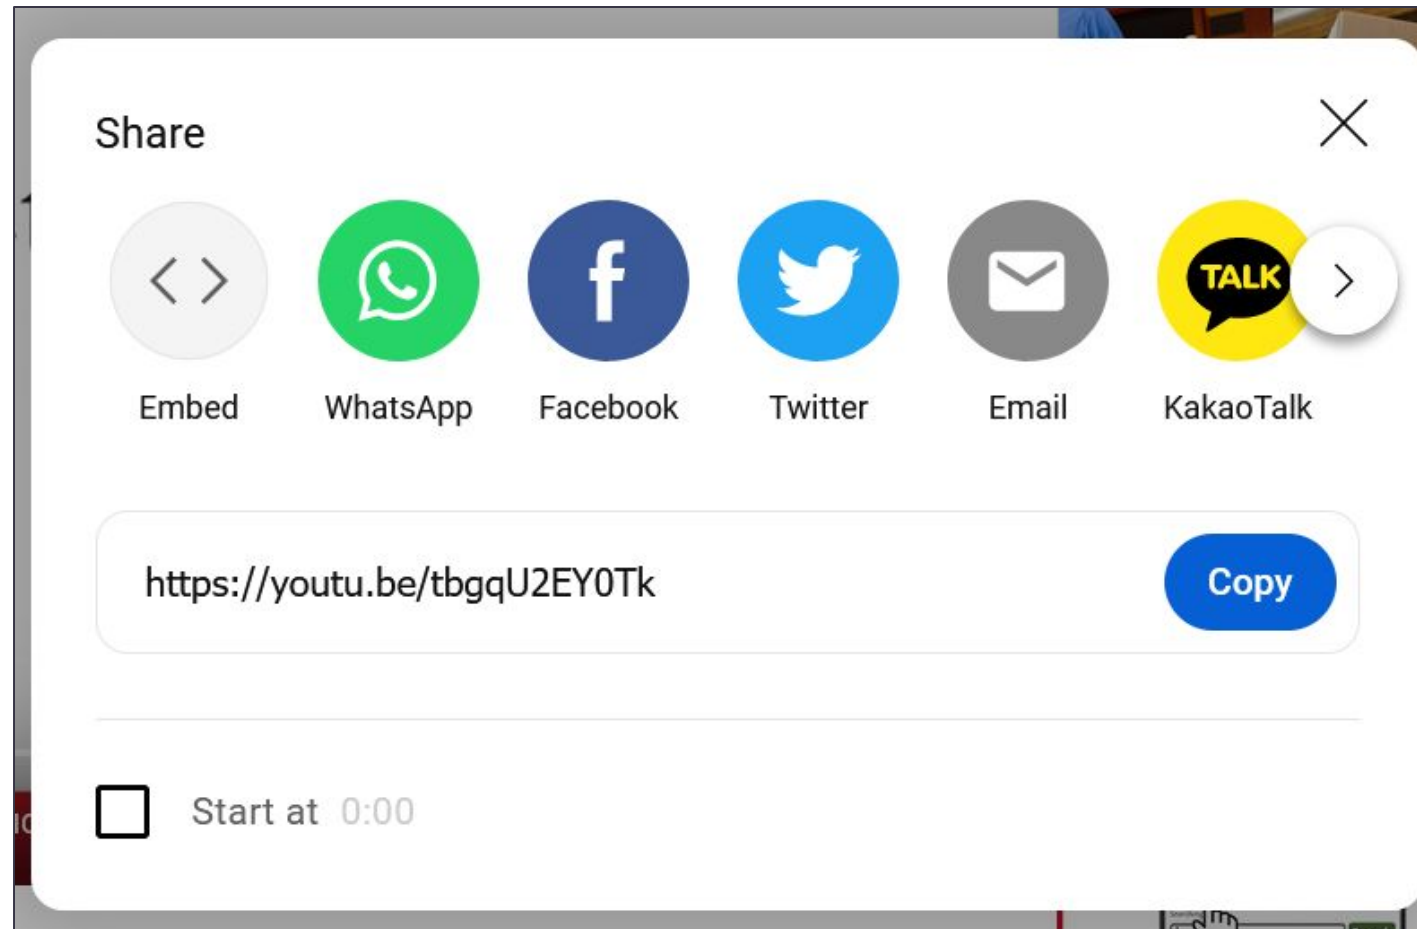 Share
TALK
Embed
WhatsApp
Facebook
Twitter
Email
KakaoTalk
https://youtu.be/tbgqU2EY0Tk
Copy
Start at 0:00